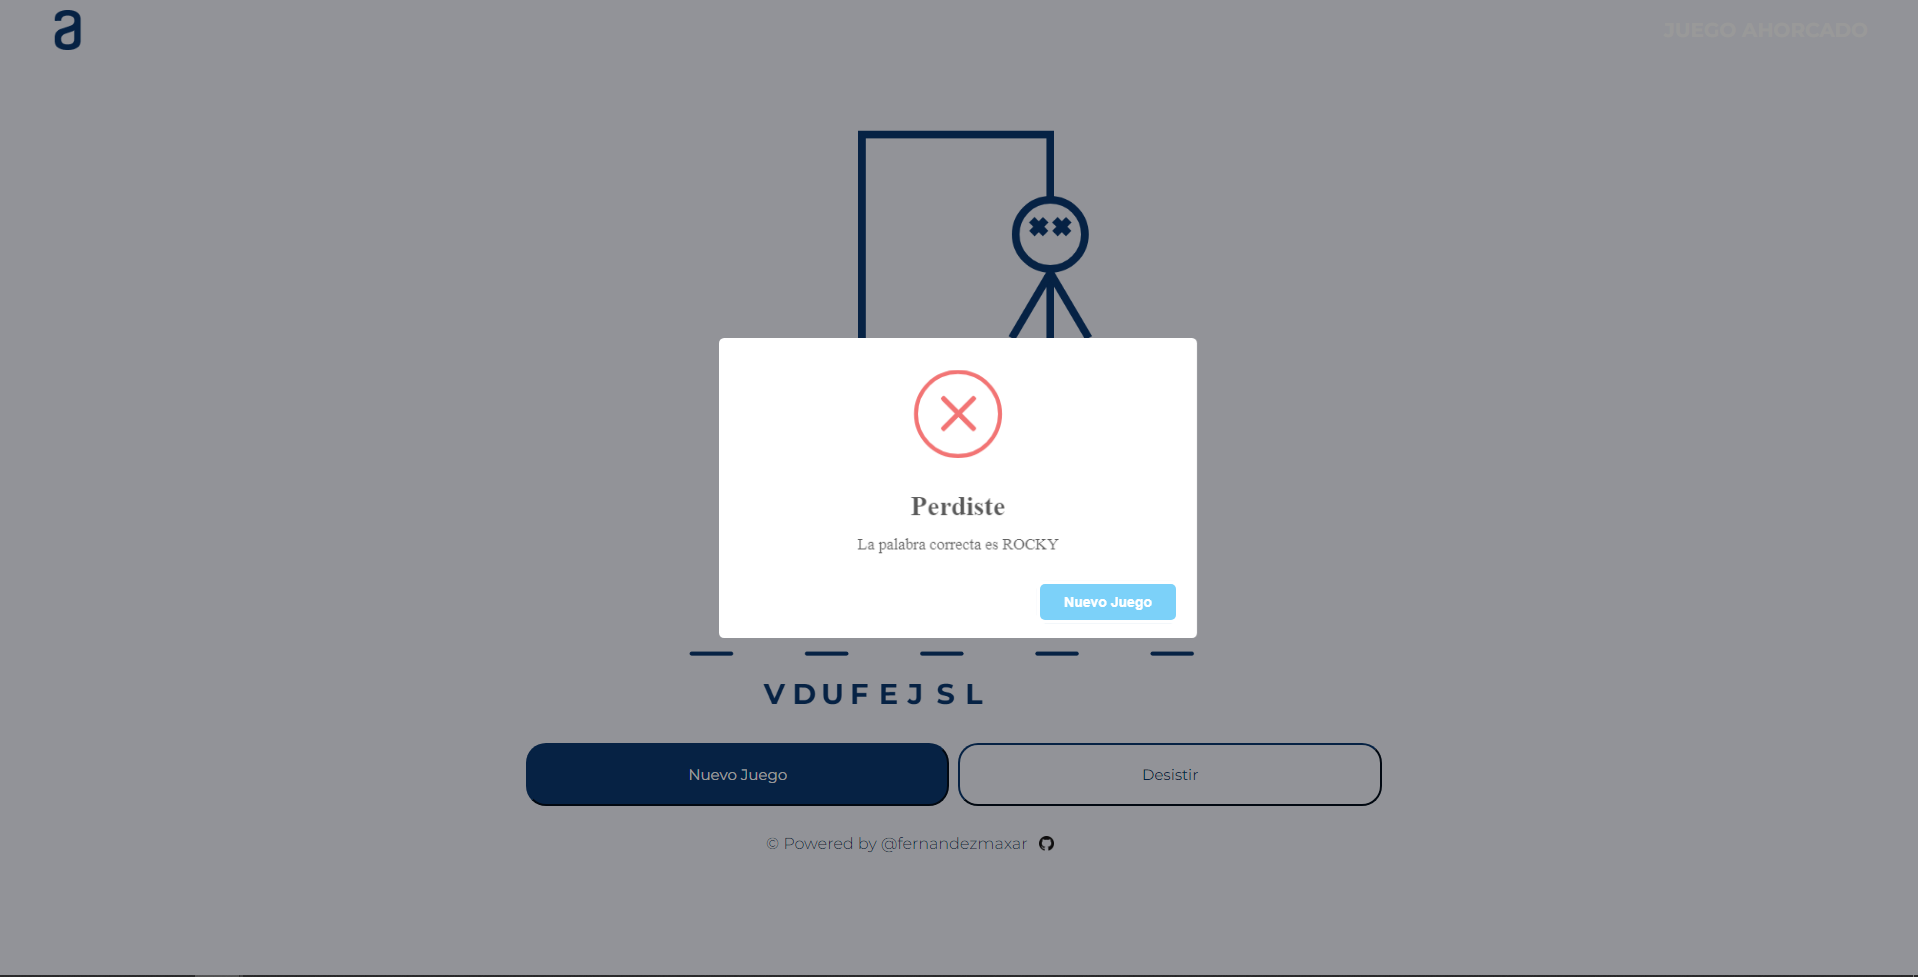 a
JUEGO AHORCADO
Perdiste
La palabra correcta es ROCKY
Nuevo Juego
V D U F E J S L
Nuevo Juego
Desistir
© Powered by @fernandezmaxar